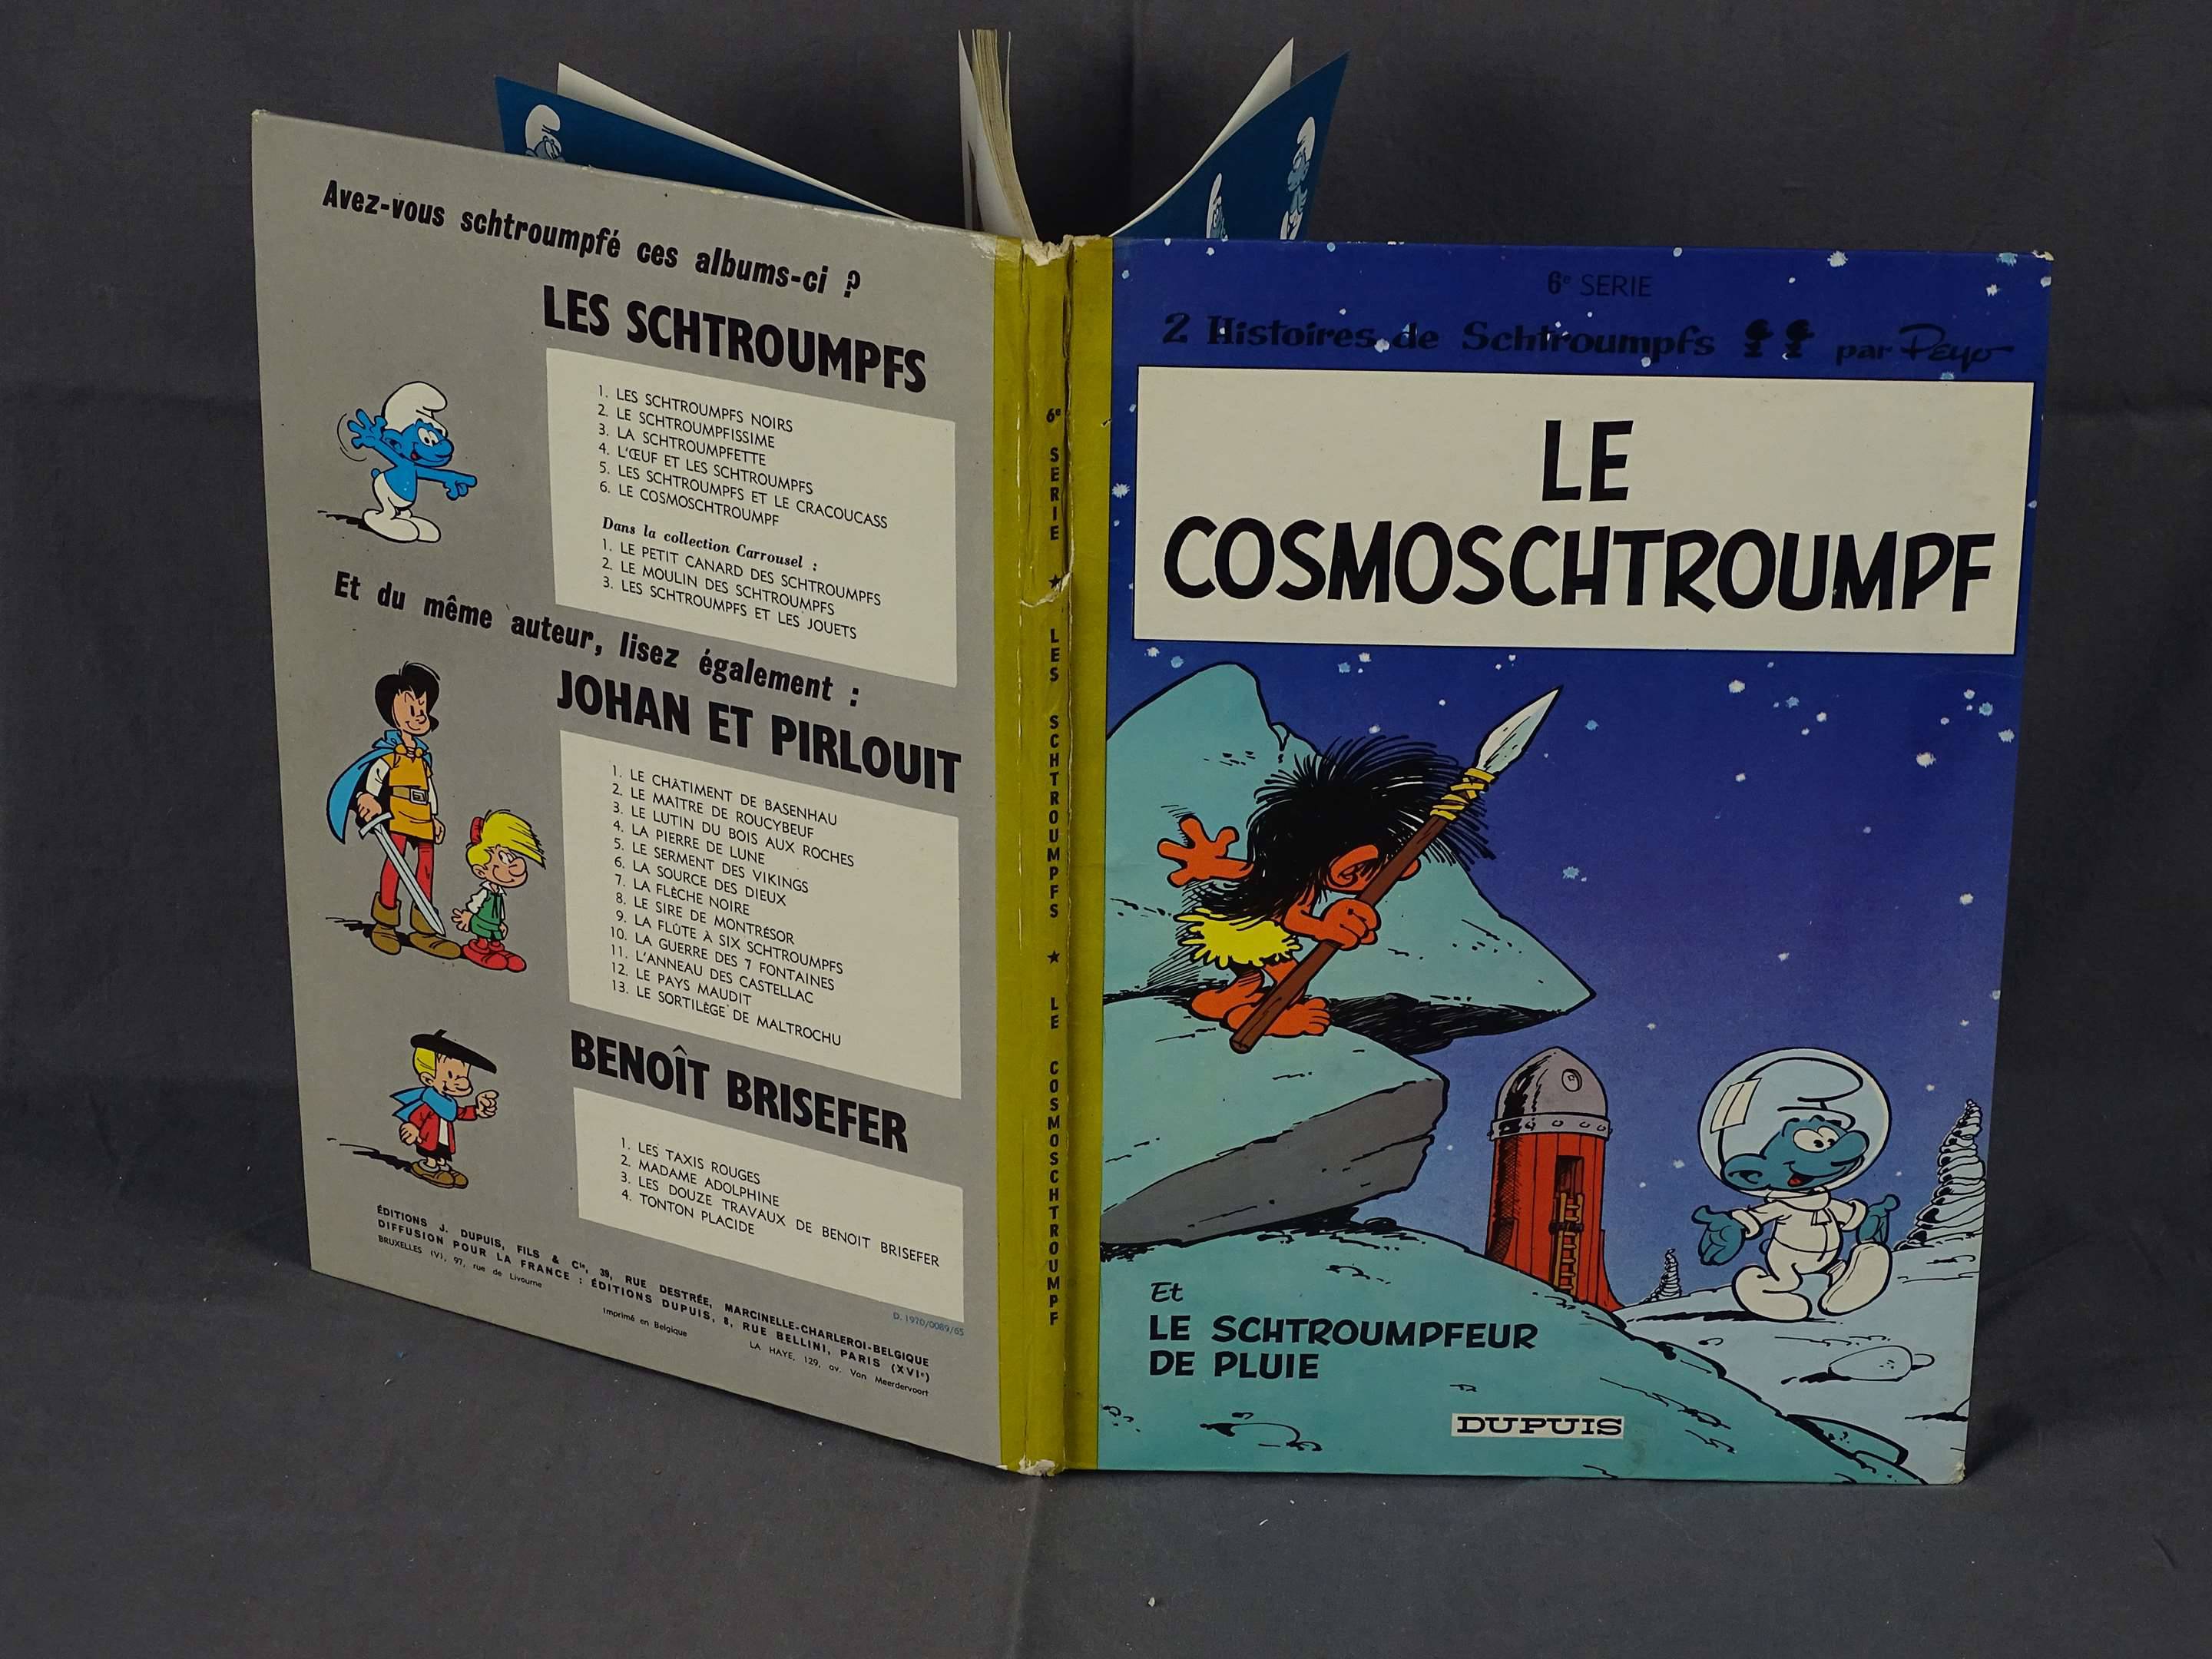 Avez-vous schtroumpfé ces albums-ci ?
LES SCHTROUMPFS
1. LES SCHTROUMPFS NOIRS
2. LE SCHTROUMPFISSIME
3. LA SCHTROUMPFETTE
4. L'ŒUF ET LES SCHTROUMPFS
5. LES SCHTROUMPFS ET LE CRACOUCASS
6. LE COSMOSCHTROUMPF
Dans la collection Carrousel :
1. LE PETIT CANARD DES SCHTROUMPFS
2. LE MOULIN DES SCHTROUMPFS
3. LES SCHTROUMPFS ET LES JOUETS
Et du même auteur, lisez également :
JOHAN ET PIRLOUIT
1. LE CHÂTIMENT DE BASENHAU
2. LE MAITRE DE ROUCYBEUF
3. LE LUTIN DU BOIS AUX ROCHES
4. LA PIERRE DE LUNE
5. LE SERMENT DES VIKINGS
6. LA SOURCE DES DIEUX
7. LA FLÈCHE NOIRE
8. LE SIRE DE MONTRÉSOR
9. LA FLÛTE À SIX SCHTROUMPFS
10. LA GUERRE DES 7 FONTAINES
11. L'ANNEAU DES CASTELLAC
12. LE PAYS MAUDIT
13. LE SORTILÈGE DE MALTROCHU
BENOÎT BRISEFER
1. LES TAXIS ROUGES
2. MADAME ADOLPHINE
3. LES DOUZE TRAVAUX DE BENOIT BRISEFER
4. TONTON PLACIDE
D. 1970/0089/65
ÉDITIONS J. DUPUIS, FILS & Cie, 39, RUE DESTRÉE, MARCINELLE-CHARLEROI-BELGIQUE
DIFFUSION POUR LA FRANCE : ÉDITIONS DUPUIS, 8, RUE BELLINI, PARIS (XVIe)
BRUXELLES (V), 97, rue de Livourne
LA HAYE, 129, av. Van Meerdervoort
Imprimé en Belgique
6e SERIE ★ LES SCHTROUMPFS ★ LE COSMOSCHTROUMPF
6e SERIE
2 Histoires de Schtroumpfs par Peyo
LE
COSMOSCHTROUMPF
Et
LE SCHTROUMPFEUR
DE PLUIE
DUPUIS